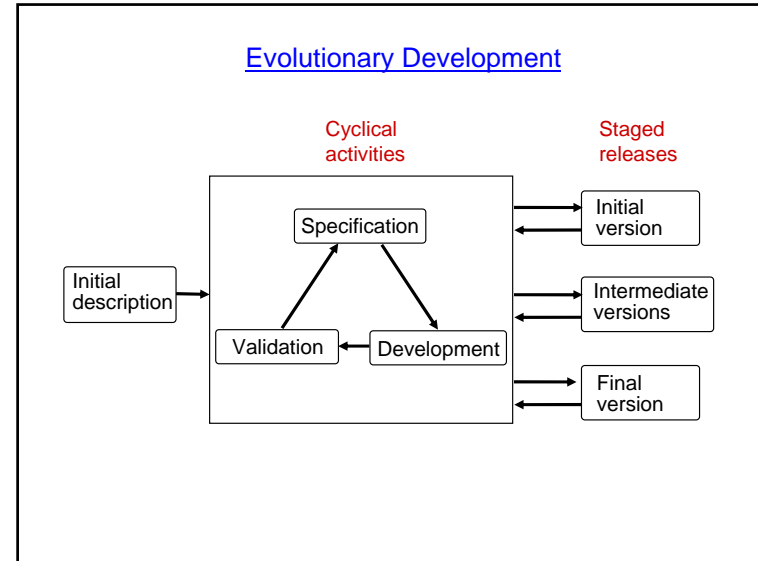 Evolutionary Development
Cyclical
activities
Staged
releases
Initial
description
Specification
Validation
Development
Initial
version
Intermediate
versions
Final
version